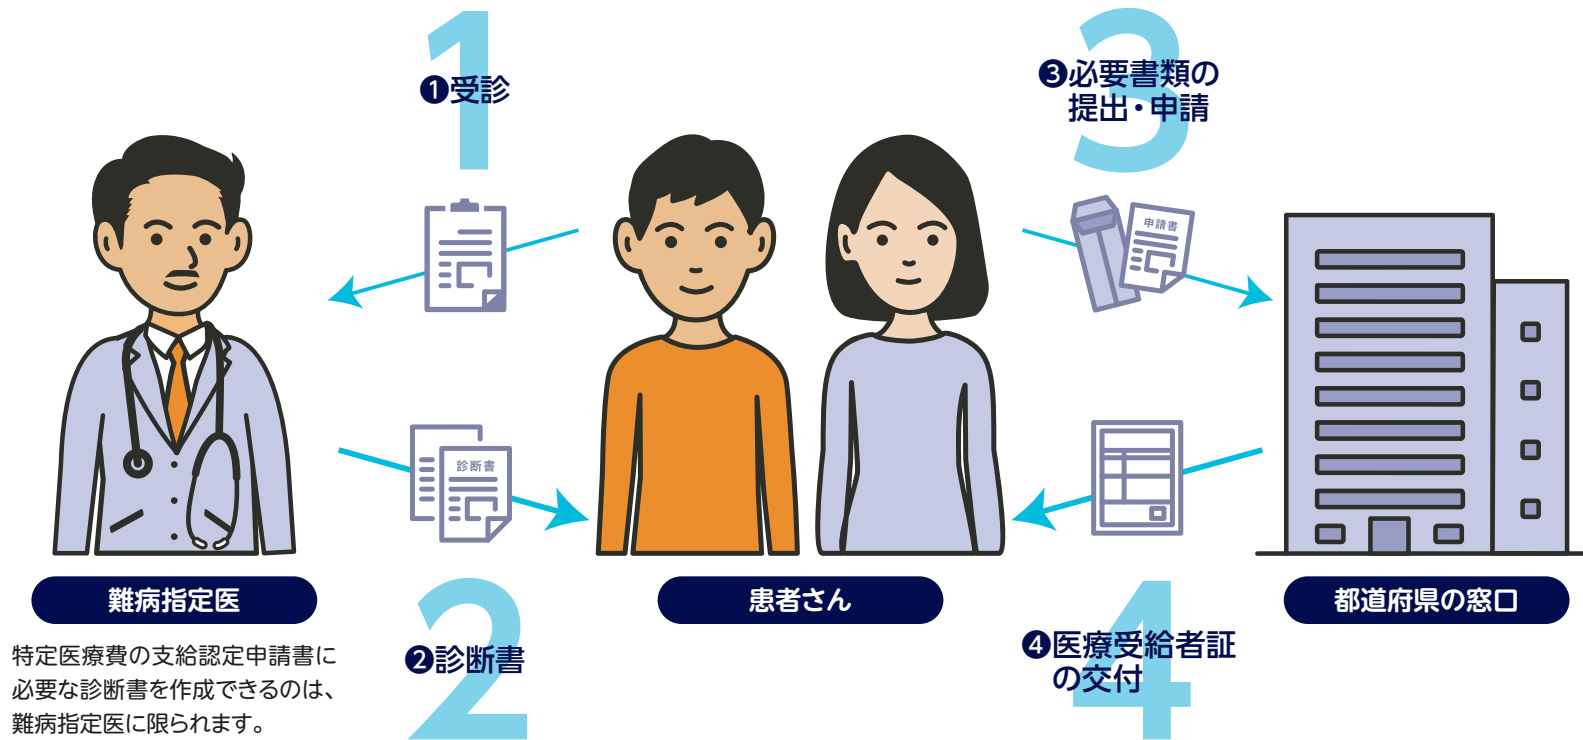 1
❶受診
3
❸必要書類の
提出・申請
申請書
診断書
難病指定医
患者さん
都道府県の窓口
特定医療費の支給認定申請書に
必要な診断書を作成できるのは、
難病指定医に限られます。
2
❷診断書
4
❹医療受給者証
の交付